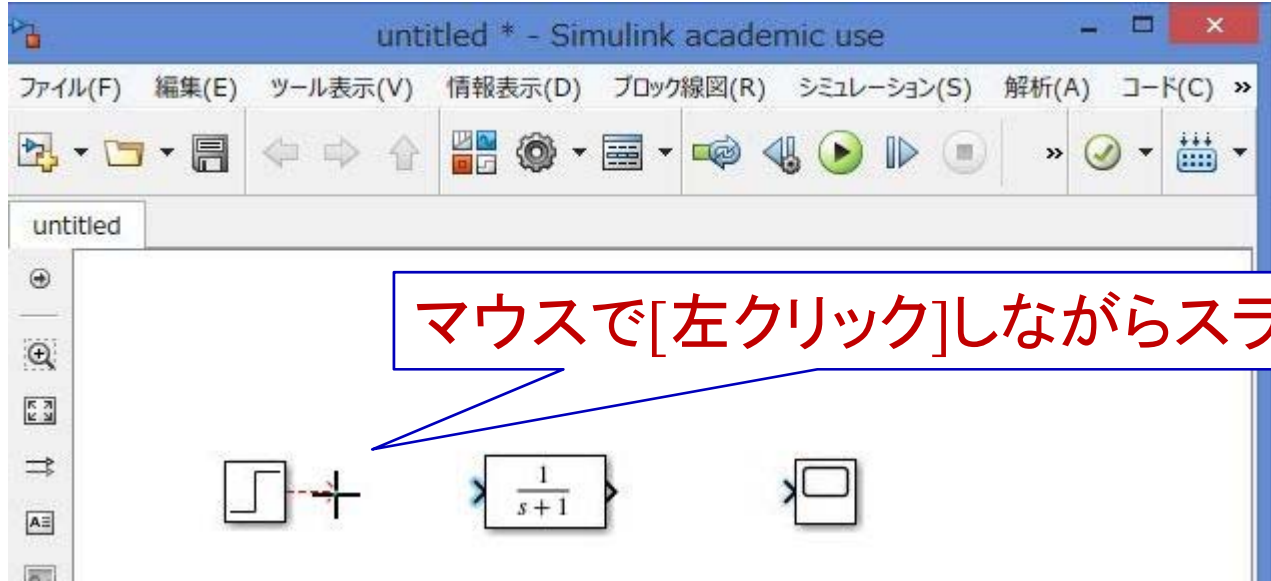 untitled * - Simulink academic use
ファイル(F) 編集(E) ツール表示(V) 情報表示(D) ブロック線図(R) シミュレーション(S) 解析(A) コード(C) »
»
untitled
マウスで[左クリック]しながらスラ
A
1
s + 1